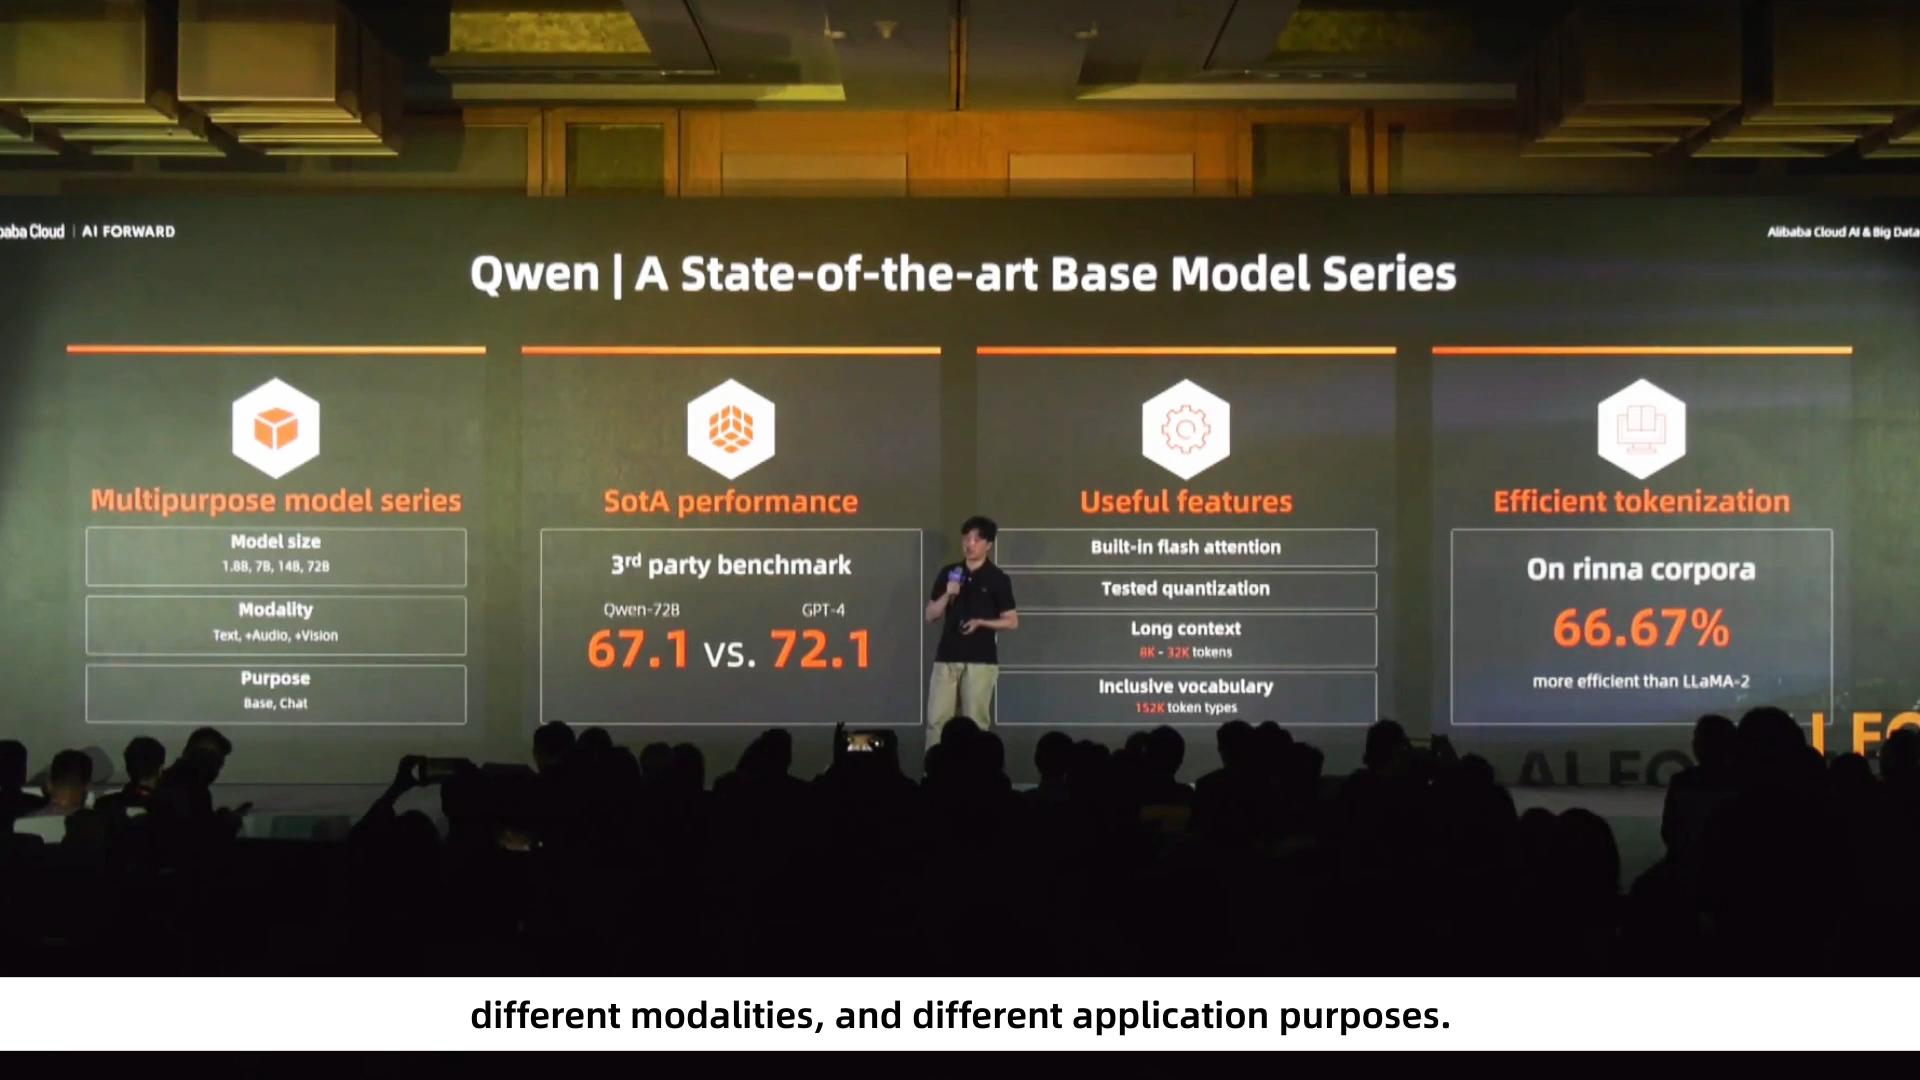 baba Cloud | AI FORWARD
Alibaba Cloud AI & Big Data
Qwen | A State-of-the-art Base Model Series
Multipurpose model series
Model size
1.8B, 7B, 14B, 72B
Modality
Text, +Audio, +Vision
Purpose
Base, Chat
SotA performance
3rd party benchmark
Qwen-72B GPT-4
67.1 vs. 72.1
Useful features
Built-in flash attention
Tested quantization
Long context
8K - 32K tokens
Inclusive vocabulary
152K token types
Efficient tokenization
On rinna corpora
66.67%
more efficient than LLaMA-2
AI FO
different modalities, and different application purposes.